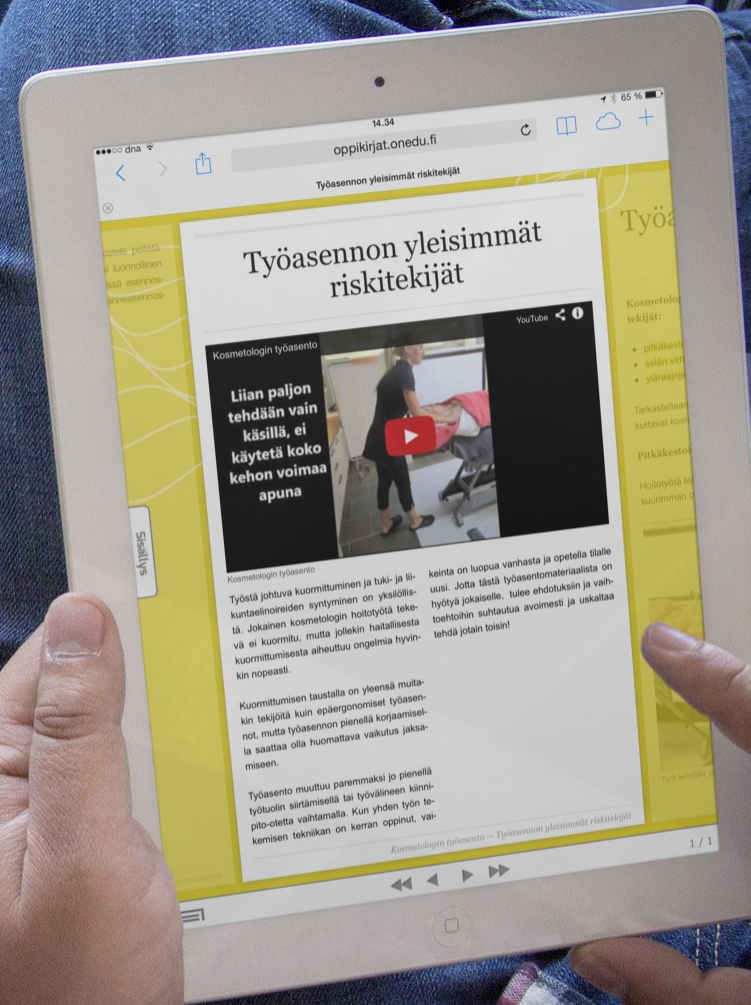 dna
14.34
65 %
oppikirjat.onedu.fi
Työasennon yleisimmät riskitekijät
Sisällys
luonnollinen
Työasennon yleisimmät
riskitekijät
Kosmetologin työasento
YouTube
Liian paljon
tehdään vain
käsillä, ei
käytetä koko
kehon voimaa
apuna
Kosmetologin työasento
Työstä johtuva kuormittuminen ja tuki- ja lii-
kuntaelinoireiden syntyminen on yksilöllis-
tä. Jokainen kosmetologin hoitotyötä teke-
vä ei kuormitu, mutta jollekin haitallisesta
kuormittumisesta aiheuttuu ongelmia hyvin-
kin nopeasti.
Kuormittumisen taustalla on yleensä muita-
kin tekijöitä kuin epäergonomiset työasen-
not, mutta työasennon pienellä korjaamisel-
la saattaa olla huomattava vaikutus jaksa-
miseen.
Työasento muuttuu paremmaksi jo pienellä
työtuolin siirtämisellä tai työvälineen kiinni-
pito-otetta vaihtamalla. Kun yhden työn te-
kemisen tekniikan on kerran oppinut, vai-
keinta on luopua vanhasta ja opetella tilalle
uusi. Jotta tästä työasentomateriaalista on
hyötyä jokaiselle, tulee ehdotuksiin ja vaih-
toehtoihin suhtautua avoimesti ja uskaltaa
tehdä jotain toisin!
Kosmetologin työasento — Työasennon yleisimmät riskitekijät
tekijät:
Tarkastellaan
kuttavat
Hoitotyötä
suurimman
1 / 1